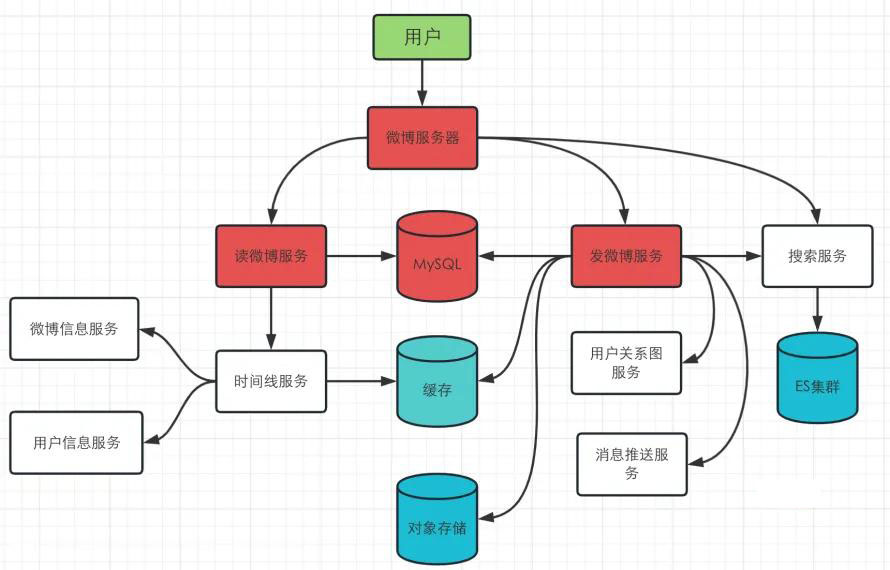 用户
微博服务器
读微博服务
MySQL
发微博服务
搜索服务
微博信息服务
时间线服务
缓存
用户关系图
服务
ES集群
用户信息服务
消息推送服
务
对象存储